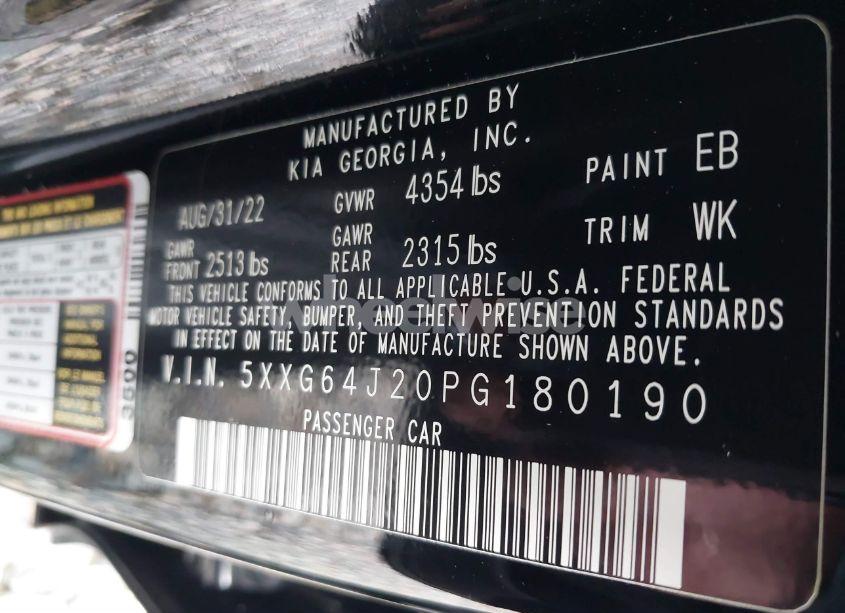 MANUFACTURED BY
KIA GEORGIA, INC.
AUG/31/22 GVWR 4354 lbs PAINT EB
GAWR FRONT 2513 lbs GAWR REAR 2315 lbs TRIM WK
THIS VEHICLE CONFORMS TO ALL APPLICABLE U.S.A. FEDERAL
MOTOR VEHICLE SAFETY, BUMPER, AND THEFT PREVENTION STANDARDS
IN EFFECT ON THE DATE OF MANUFACTURE SHOWN ABOVE.
V.I.N. 5XXG64J20PG180190
PASSENGER CAR
wheelwise
3500